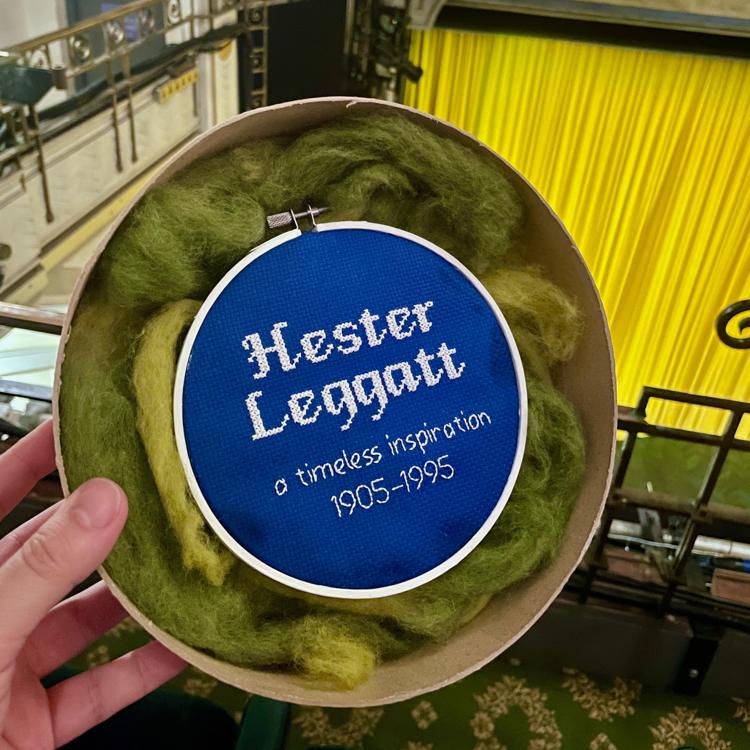 Hester
Leggatt
a timeless inspiration
1905-1995